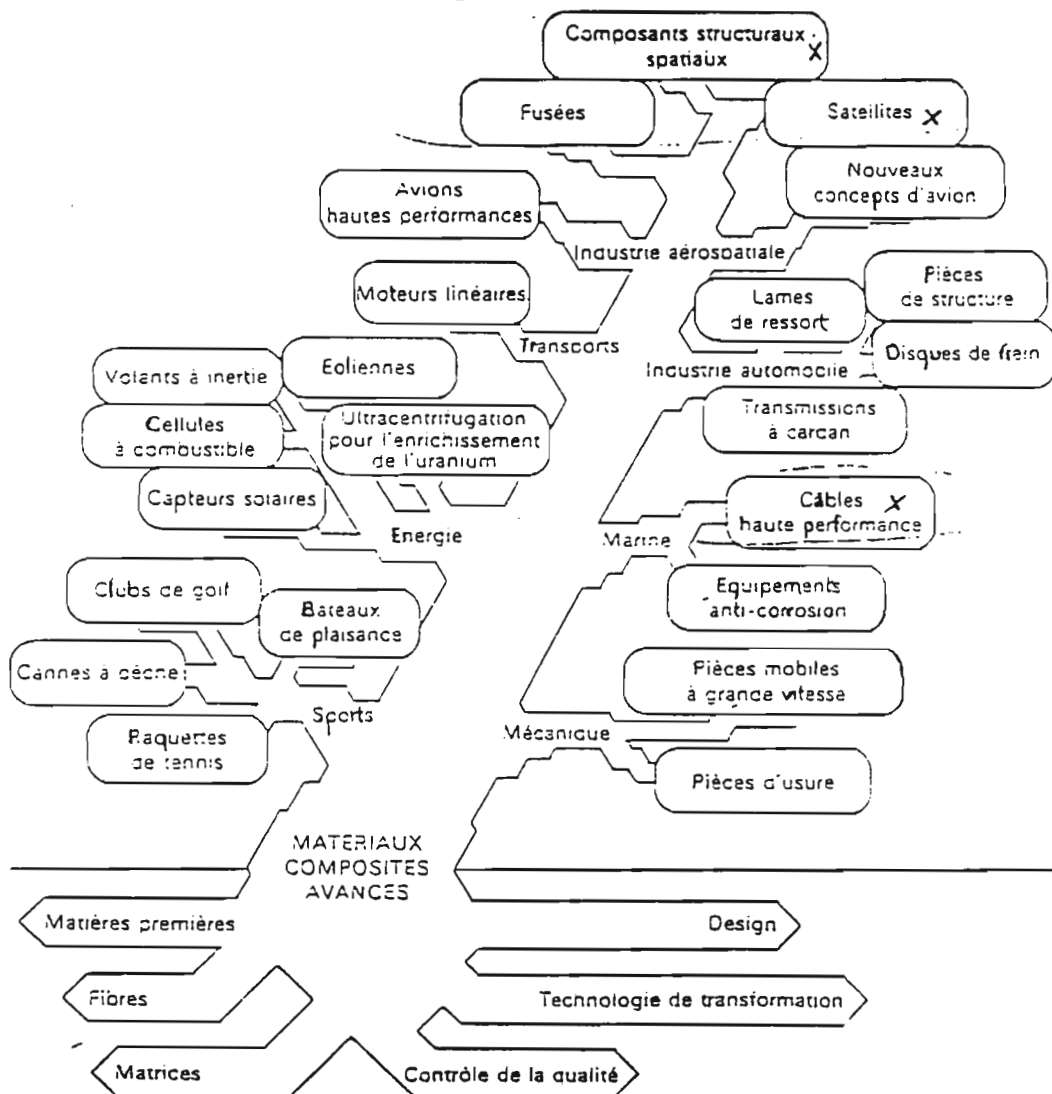 Composants structuraux
spatiaux
X
Fusées
Satellites X
Avions
hautes performances
Nouveaux
concepts d'avion
Industrie aérospatiale
Moteurs linéaires
Lames
de ressort
Pièces
de structure
Transports
Disques de frein
Industrie automobile
Volants à inertie
Eoliennes
Transmissions
à cardan
Cellules
à combustible
Ultracentrifugation
pour l'enrichissement
de l'uranium
Capteurs solaires
Câbles X
haute performance
Energie
Marine
Clubs de golf
Bateaux
de plaisance
Equipements
anti-corrosion
Cannes à pêche
Pièces mobiles
à grande vitesse
Sports
Mécanique
Raquettes
de tennis
Pièces d'usure
MATERIAUX
COMPOSITES
AVANCES
Matières premières
Design
Fibres
Technologie de transformation
Matrices
Contrôle de la qualité